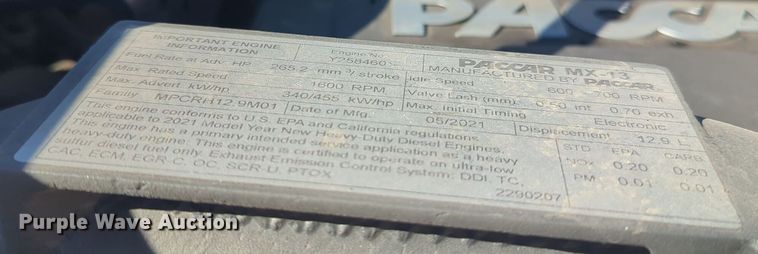 PACCA
IMPORTANT ENGINE INFORMATION
Engine No. Y258460
PACCAR MX-13
MANUFACTURED BY PACCAR
Fuel Rate at Adv. HP 265.2 mm³/stroke
Idle Speed RPM
Max. Rated Speed 1600 RPM
Valve Lash (mm) int 0.70 exh
Max. Advert kW/hp 340/455 kW/hp
Max. Initial Timing Electronic
Family MPCRH12.9M01
Date of Mfg. 05/2021
Displacement 12.9 L
This engine conforms to U.S. EPA and California regulations
applicable to 2021 Model Year New Heavy-Duty Diesel Engines.
This engine has a primary intended service application as a heavy
heavy-duty engine. This engine is certified to operate on ultra-low
sulfur diesel fuel only. Exhaust Emission Control System: DDI, TC,
CAC, ECM, EGR-C, OC, SCR-U, PTOX
STD EPA CARB
NOx 0.20 0.20
PM 0.01 0.01
2290207
Purple Wave Auction